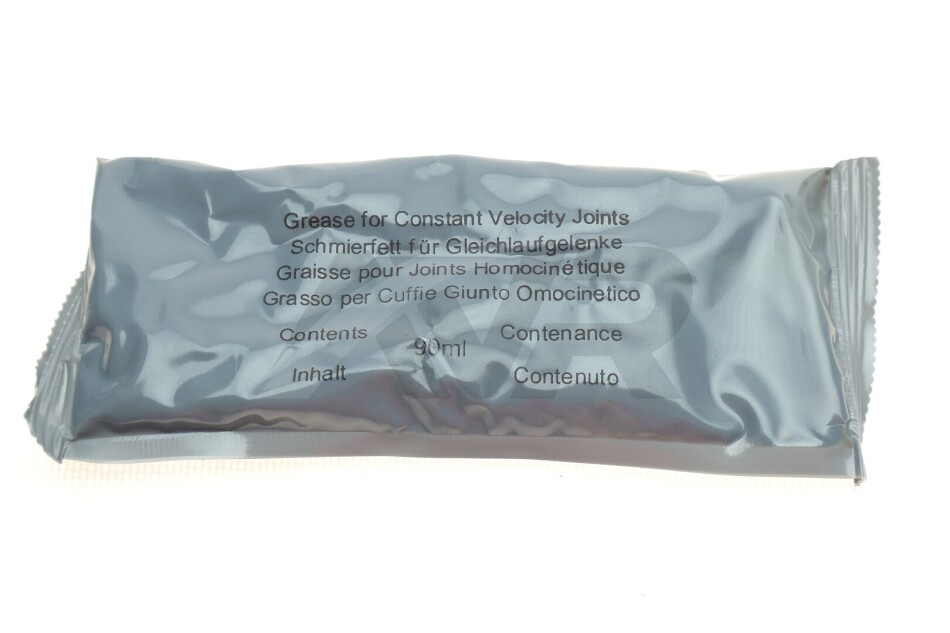 Grease for Constant Velocity Joints
Schmierfett für Gleichlaufgelenke
Graisse pour Joints Homocinétique
Grasso per Cuffie Giunto Omocinetico
Contents Contenance
90ml
Inhalt Contenuto